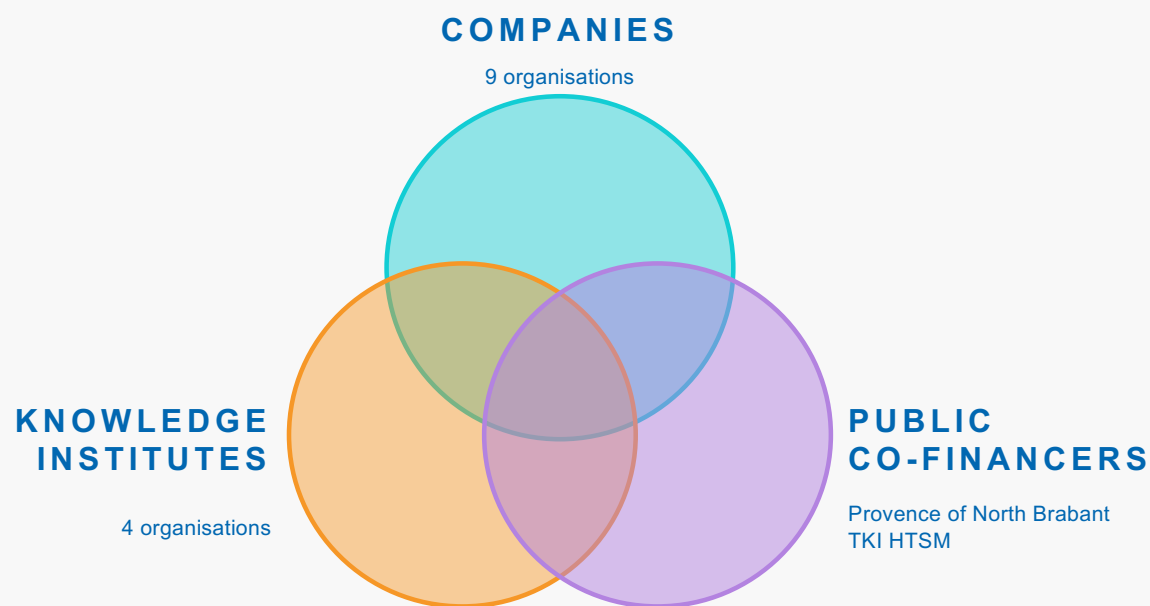 COMPANIES
9 organisations
KNOWLEDGE
INSTITUTES
4 organisations
PUBLIC
CO-FINANCERS
Provence of North Brabant
TKI HTSM